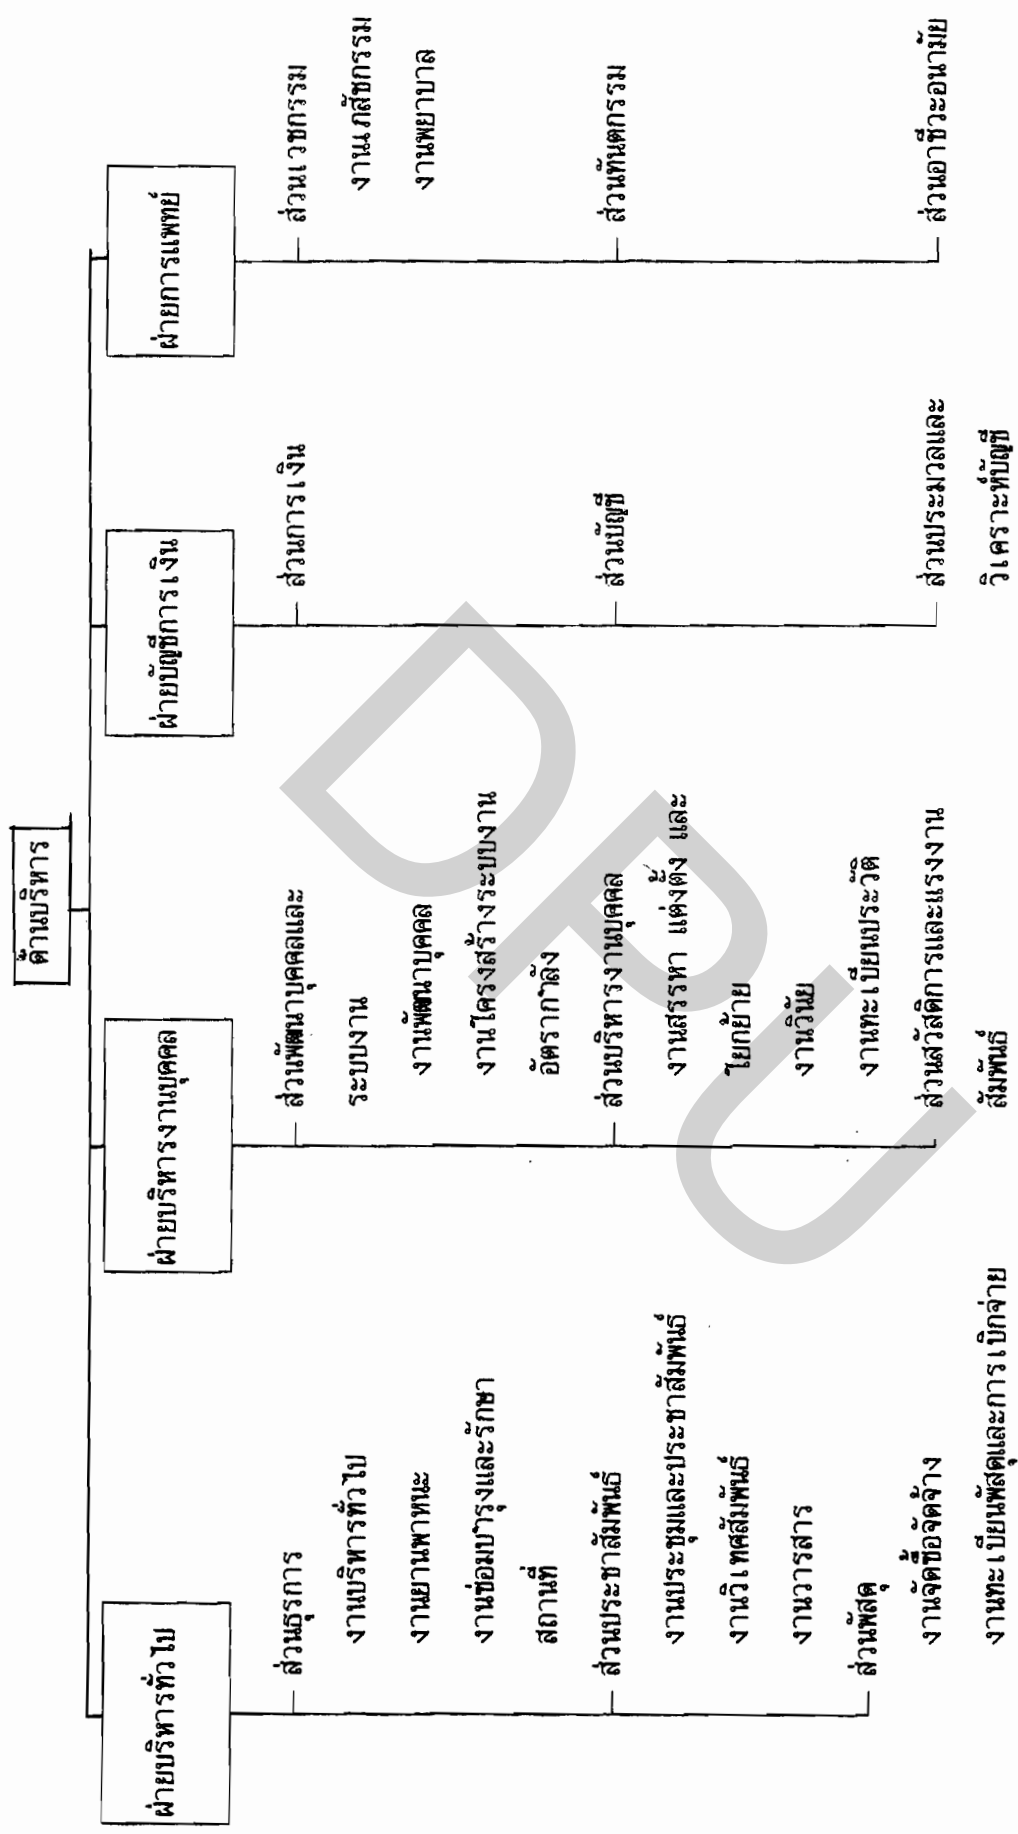 ด้านบริหาร
ฝ่ายบริหารทั่วไป
ส่วนธุรการ
งานบริหารทั่วไป
งานยานพาหนะ
งานซ่อมบำรุงและรักษา
สถานที่
ส่วนประชาสัมพันธ์
งานประชุมและประชาสัมพันธ์
งานวิเทศสัมพันธ์
งานวารสาร
ส่วนพัสดุ
งานจัดซื้อจัดจ้าง
งานทะเบียนพัสดุและการเบิกจ่าย
ฝ่ายบริหารงานบุคคล
ส่วนพัฒนาบุคคลและ
ระบบงาน
งานพัฒนาบุคคล
งานโครงสร้างระบบงาน
อัตรากำลัง
ส่วนบริหารงานบุคคล
งานสรรหา แต่งตั้ง และ
โยกย้าย
งานวินัย
งานทะเบียนประวัติ
ส่วนสวัสดิการและแรงงาน
สัมพันธ์
ฝ่ายบัญชีการเงิน
ส่วนการเงิน
ส่วนบัญชี
ส่วนประมวลและ
วิเคราะห์บัญชี
ฝ่ายการแพทย์
ส่วนเวชกรรม
งานเภสัชกรรม
งานพยาบาล
ส่วนทันตกรรม
ส่วนอาชีวะอนามัย
DPU